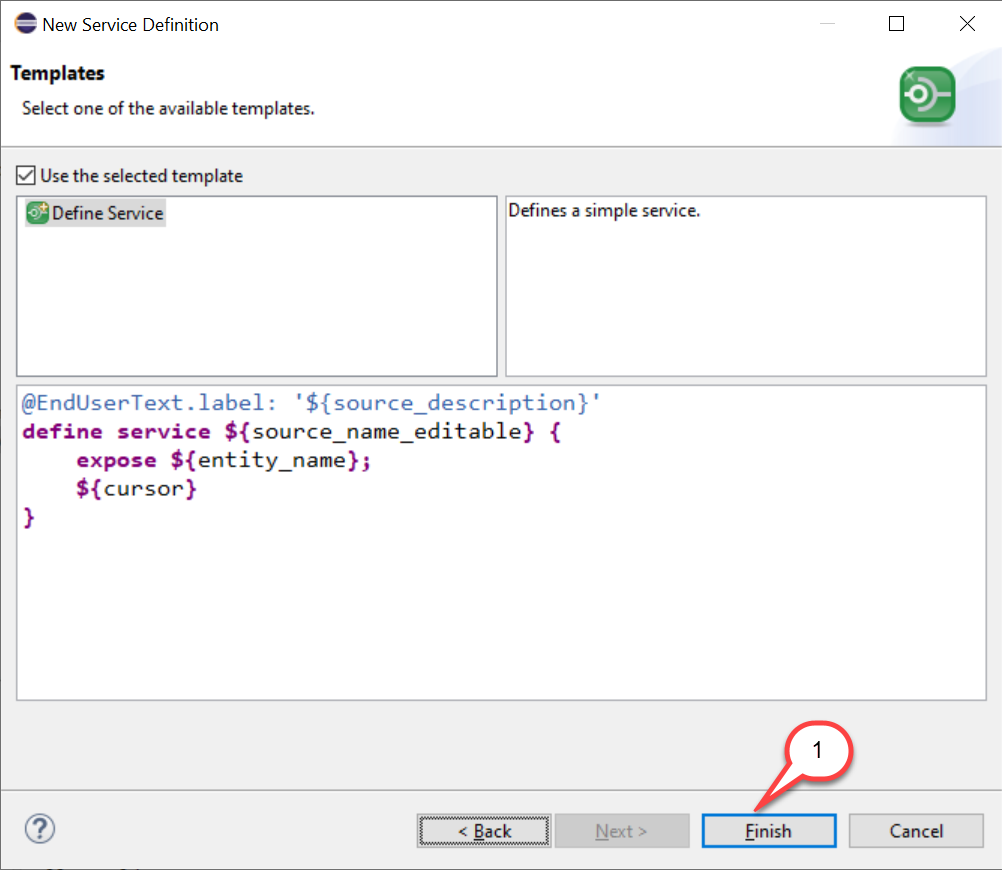 New Service Definition
Templates
Select one of the available templates.
Use the selected template
Define Service
Defines a simple service.
@EndUserText.label: '${source_description}'
define service ${source_name_editable} {
    expose ${entity_name};
    ${cursor}
}
1
?
< Back
Next >
Finish
Cancel